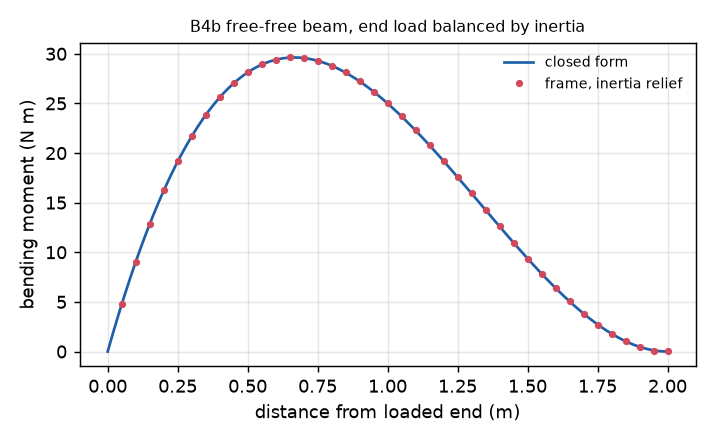 B4b free-free beam, end load balanced by inertia
closed form
frame, inertia relief
bending moment (N m)
30
25
20
15
10
5
0
0.00 0.25 0.50 0.75 1.00 1.25 1.50 1.75 2.00
distance from loaded end (m)